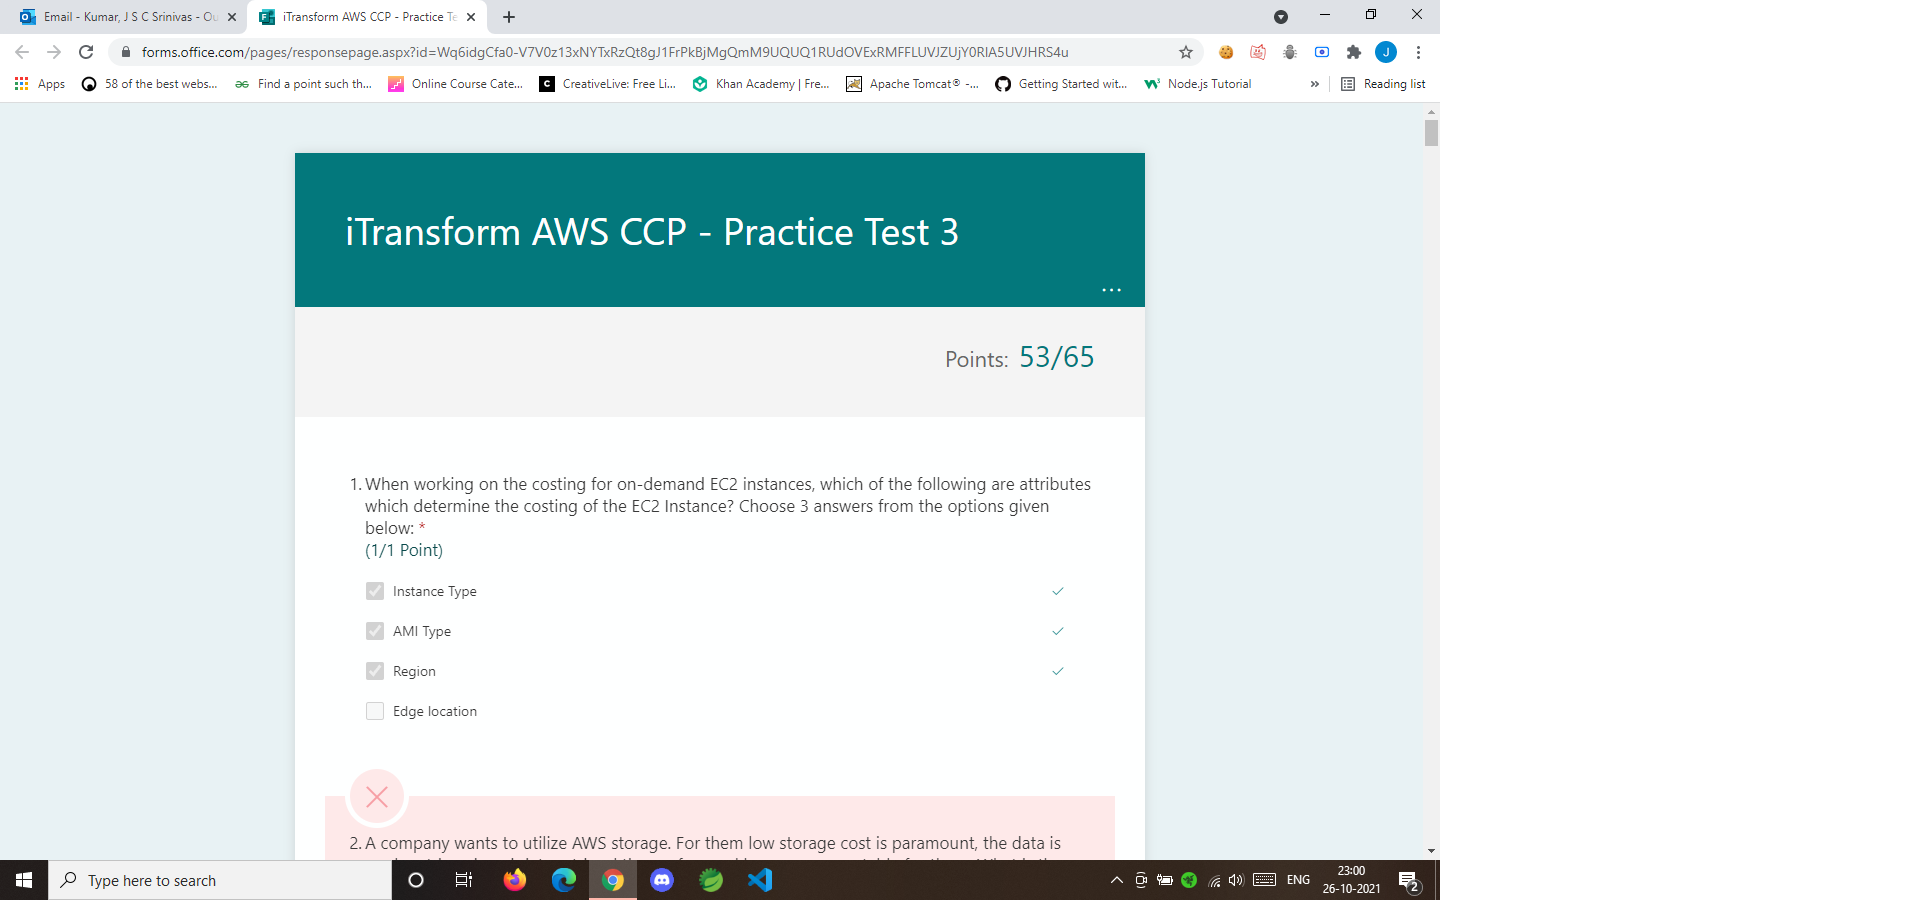 Email - Kumar, J S C Srinivas - Ou
iTransform AWS CCP - Practice Te
forms.office.com/pages/responsepage.aspx?id=Wq6idgCfa0-V7V0z13xNYTxRzQt8gJ1FrPkBjMgQmM9UQUQ1RUdOVExRMFFLUVJZUjY0RlA5UVJHRS4u
J
Apps
58 of the best webs...
Find a point such th...
Online Course Cate...
CreativeLive: Free Li...
Khan Academy | Fre...
Apache Tomcat® -...
Getting Started wit...
Node.js Tutorial
»
Reading list
iTransform AWS CCP - Practice Test 3
...
Points: 53/65
1. When working on the costing for on-demand EC2 instances, which of the following are attributes
which determine the costing of the EC2 Instance? Choose 3 answers from the options given
below: *
(1/1 Point)
Instance Type
AMI Type
Region
Edge location
2. A company wants to utilize AWS storage. For them low storage cost is paramount, the data is
Type here to search
ENG
23:00
26-10-2021
2